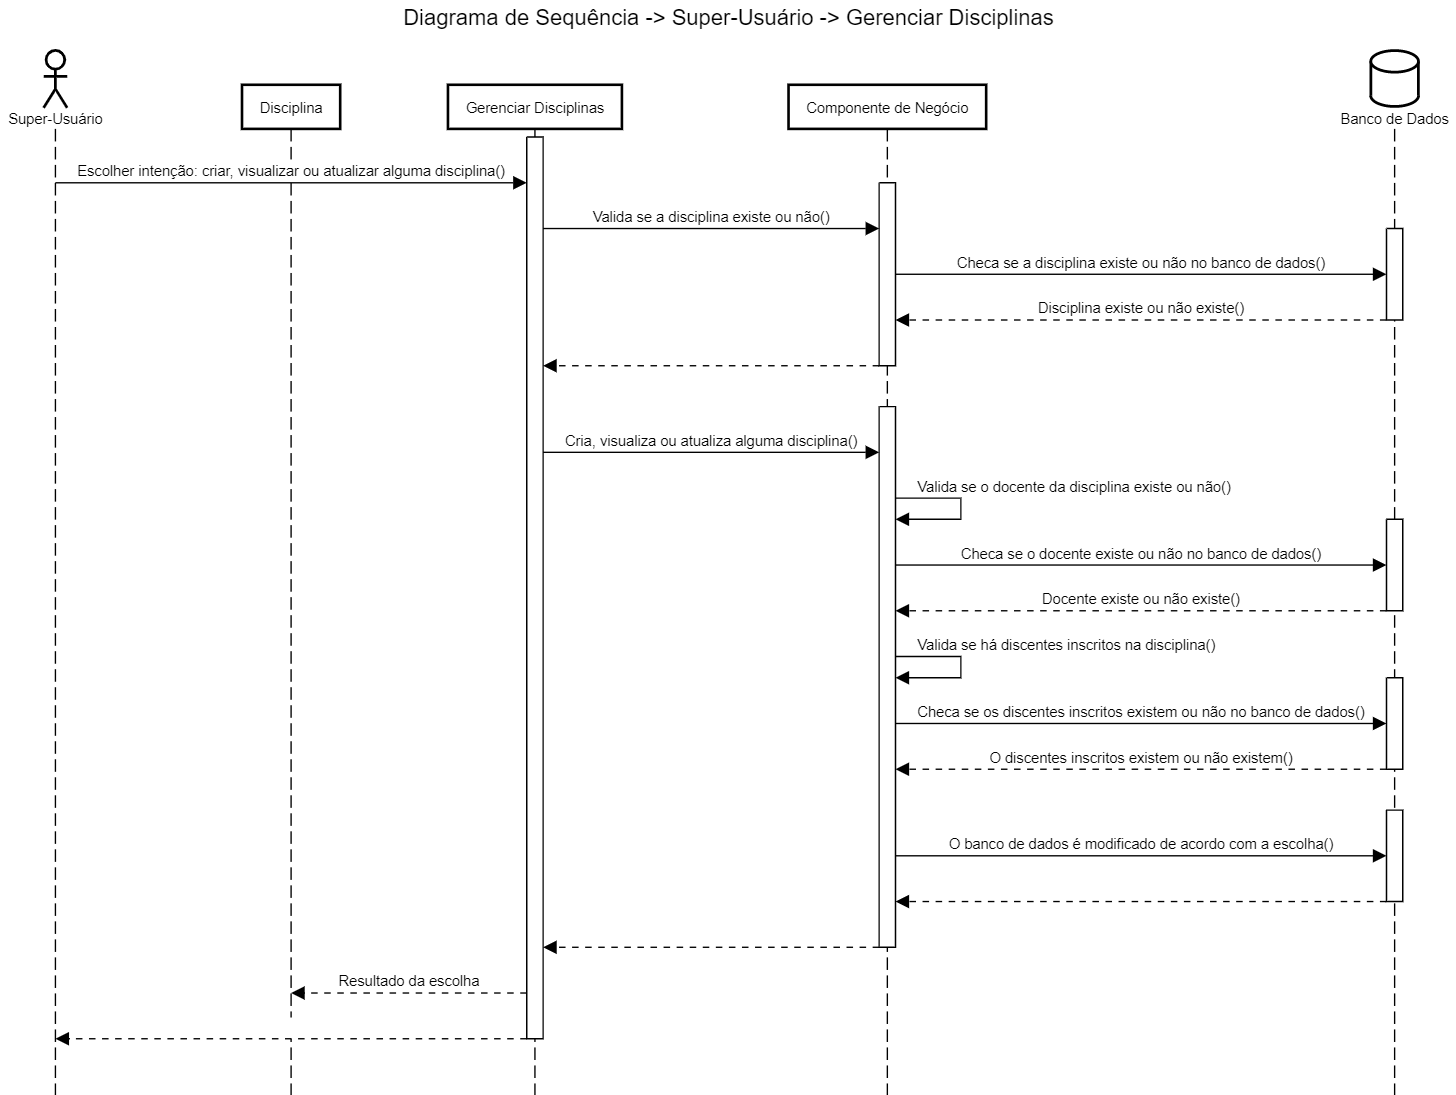 Diagrama de Sequência -> Super-Usuário -> Gerenciar Disciplinas
Super-Usuário
Disciplina
Gerenciar Disciplinas
Componente de Negócio
Banco de Dados
Escolher intenção: criar, visualizar ou atualizar alguma disciplina()
Valida se a disciplina existe ou não()
Checa se a disciplina existe ou não no banco de dados()
Disciplina existe ou não existe()
Cria, visualiza ou atualiza alguma disciplina()
Valida se o docente da disciplina existe ou não()
Checa se o docente existe ou não no banco de dados()
Docente existe ou não existe()
Valida se há discentes inscritos na disciplina()
Checa se os discentes inscritos existem ou não no banco de dados()
O discentes inscritos existem ou não existem()
O banco de dados é modificado de acordo com a escolha()
Resultado da escolha